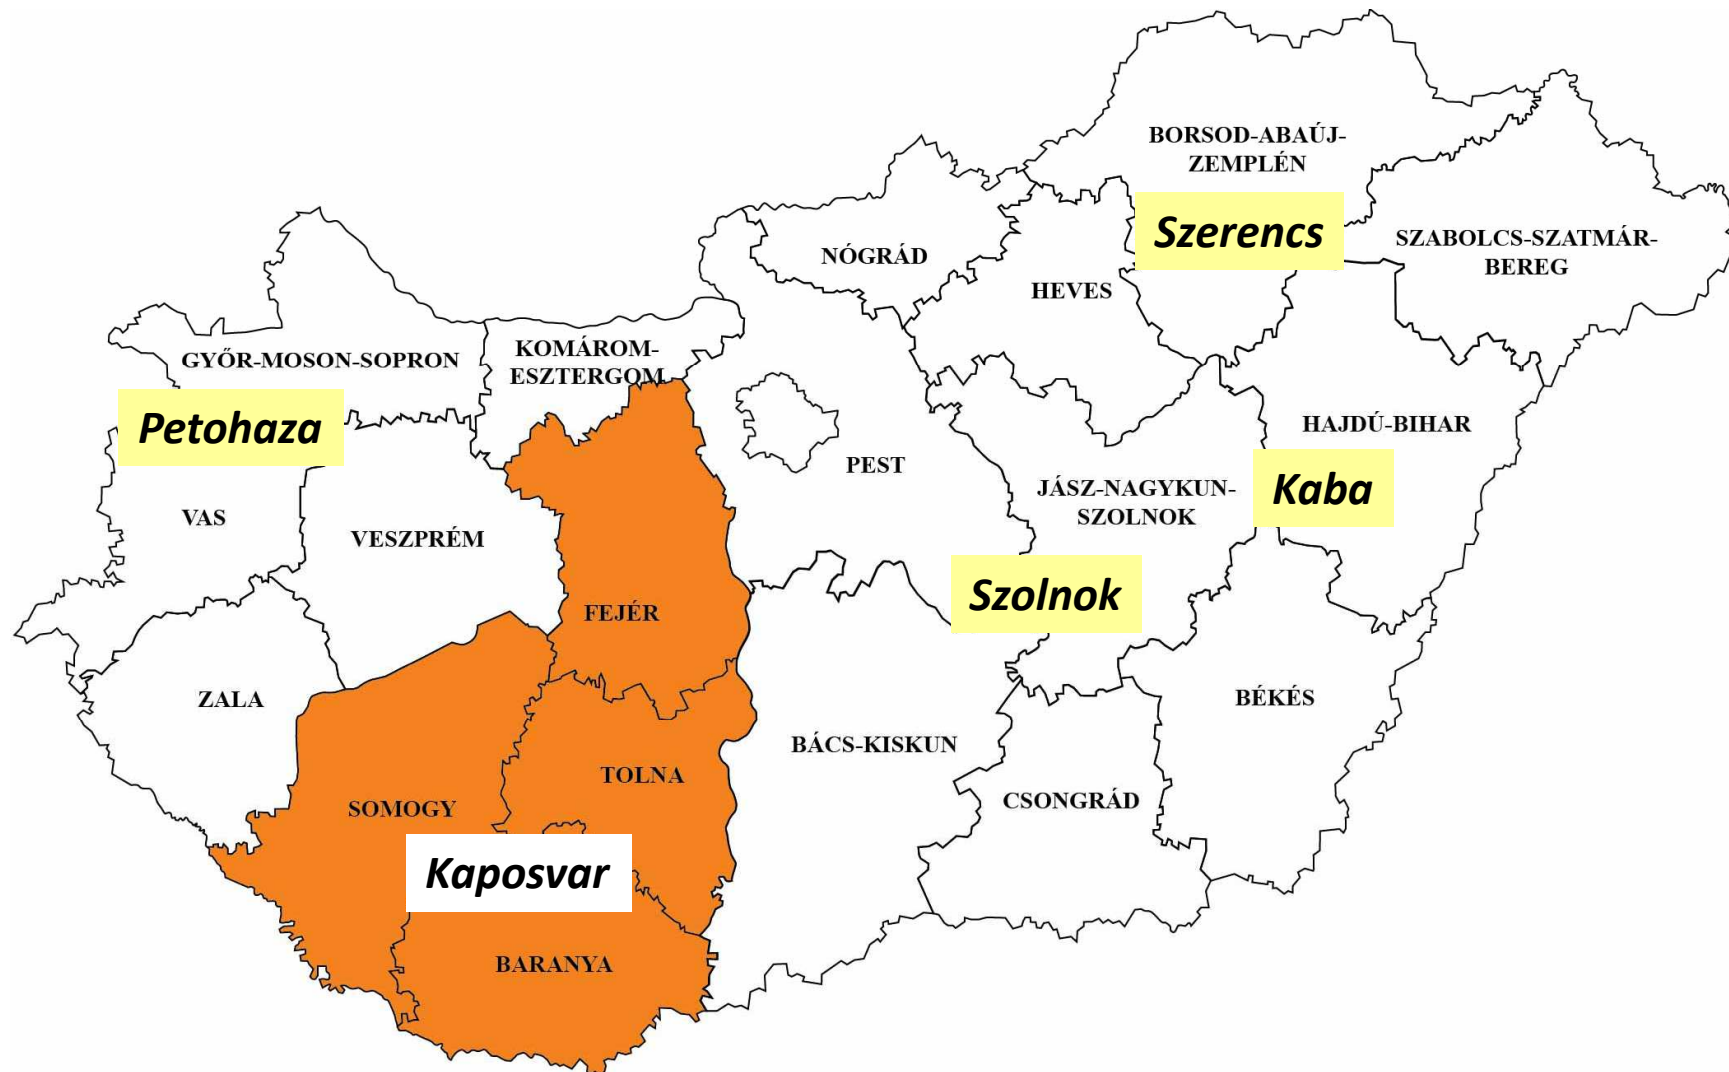 BORSOD-ABAÚJ-
ZEMPLÉN
Szerencs
SZABOLCS-SZATMÁR-
BEREG
NÓGRÁD
HEVES
GYŐR-MOSON-SOPRON
KOMÁROM-
ESZTERGOM
Petohaza
HAJDÚ-BIHAR
PEST
Kaba
JÁSZ-NAGYKUN-
SZOLNOK
VAS
VESZPRÉM
Szolnok
FEJÉR
ZALA
BÉKÉS
BÁCS-KISKUN
TOLNA
CSONGRÁD
SOMOGY
Kaposvar
BARANYA